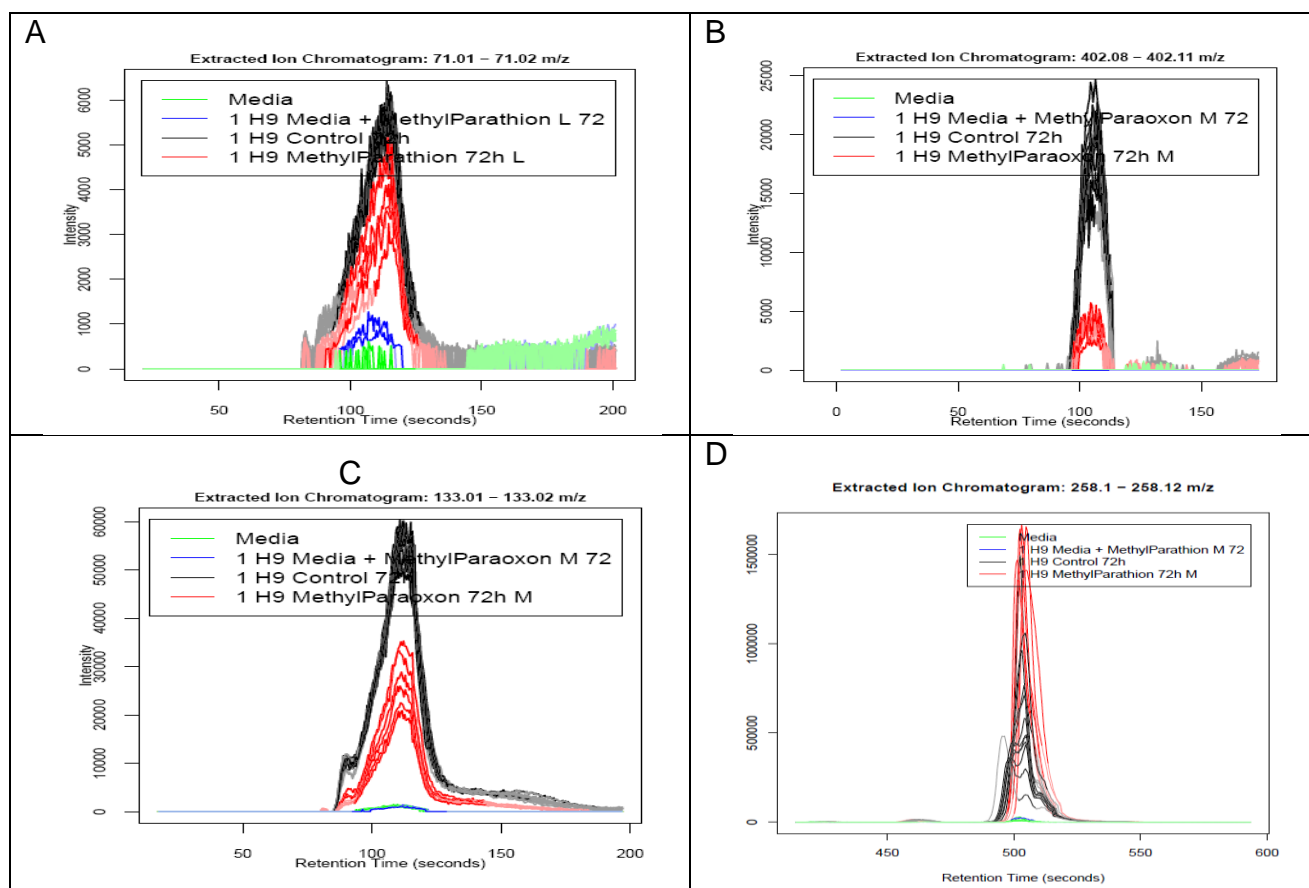 A
Extracted Ion Chromatogram: 71.01 − 71.02 m/z
Media
1 H9 Media + MethylParathion L 72
1 H9 Control 72h
1 H9 MethylParathion 72h L
Intensity
0 1000 2000 3000 4000 5000 6000
50 100 150 200
Retention Time (seconds)
B
Extracted Ion Chromatogram: 402.08 − 402.11 m/z
Media
1 H9 Media + MethylParaoxon M 72
1 H9 Control 72h
1 H9 MethylParaoxon 72h M
Intensity
0 5000 10000 15000 20000 25000
0 50 100 150
Retention Time (seconds)
C
Extracted Ion Chromatogram: 133.01 − 133.02 m/z
Media
1 H9 Media + MethylParaoxon M 72
1 H9 Control 72h
1 H9 MethylParaoxon 72h M
Intensity
0 10000 20000 30000 40000 50000 60000
50 100 150 200
Retention Time (seconds)
D
Extracted Ion Chromatogram: 258.1 − 258.12 m/z
Media
1 H9 Media + MethylParathion M 72
H9 Control 72h
H9 MethylParathion 72h M
0 500000 1000000 1500000
450 500 550 600
Retention Time (seconds)